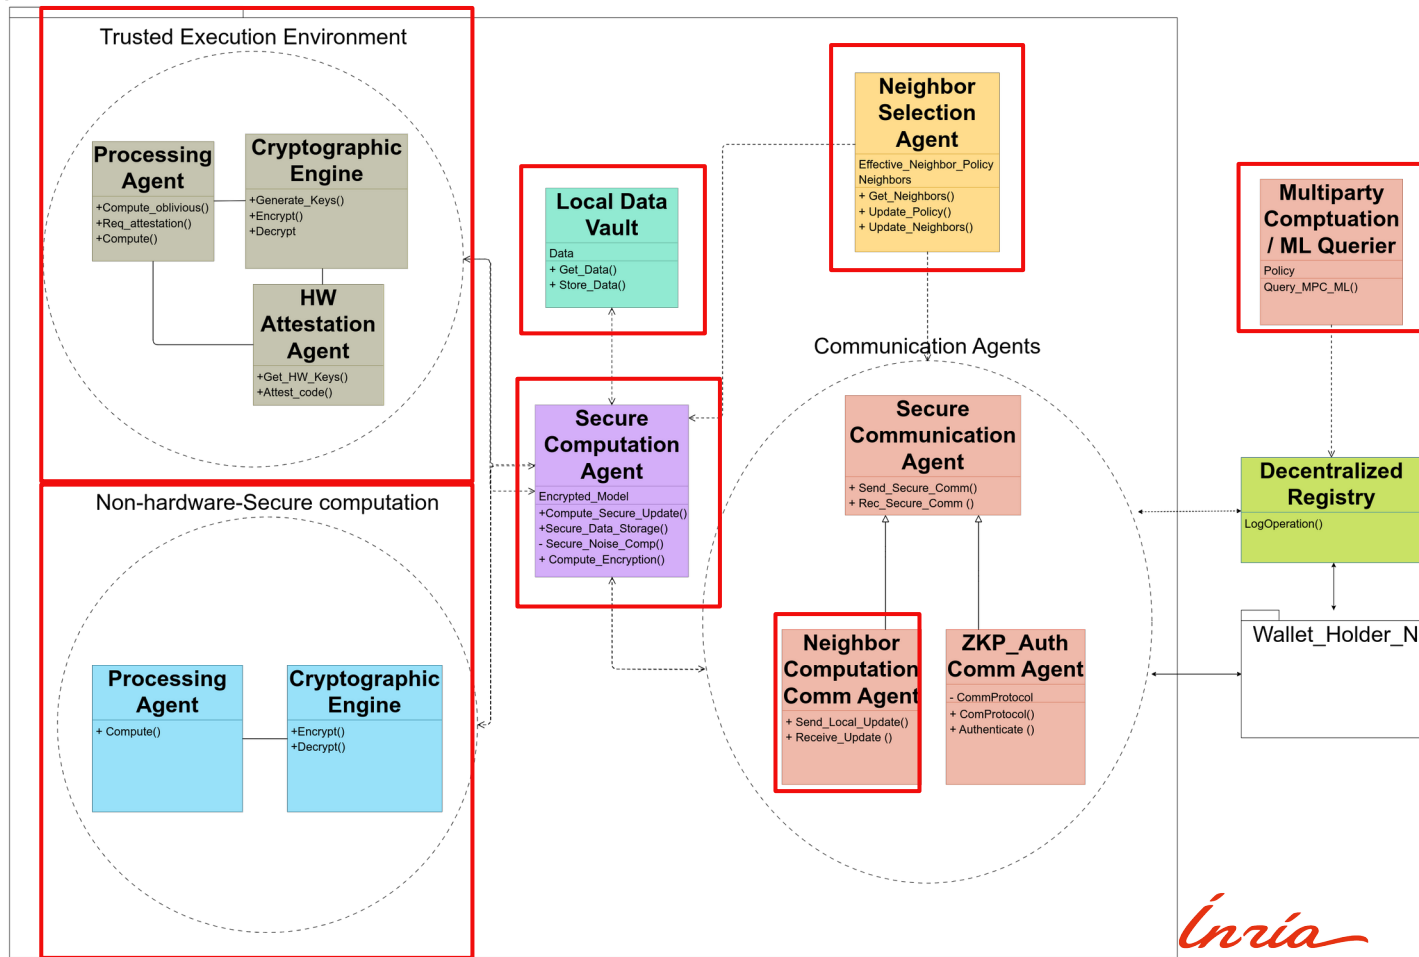 Trusted Execution Environment
Processing
Agent
+Compute_oblivious()
+Req_attestation()
+Compute()
Cryptographic
Engine
+Generate_Keys()
+Encrypt()
+Decrypt
HW
Attestation
Agent
+Get_HW_Keys()
+Attest_code()
Non-hardware-Secure computation
Processing
Agent
+ Compute()
Cryptographic
Engine
+Encrypt()
+Decrypt()
Local Data
Vault
Data
+ Get_Data()
+ Store_Data()
Secure
Computation
Agent
Encrypted_Model
+Compute_Secure_Update()
+Secure_Data_Storage()
- Secure_Noise_Comp()
+ Compute_Encryption()
Neighbor
Selection
Agent
Effective_Neighbor_Policy
Neighbors
+ Get_Neighbors()
+ Update_Policy()
+ Update_Neighbors()
Communication Agents
Secure
Communication
Agent
+ Send_Secure_Comm()
+ Rec_Secure_Comm ()
Neighbor
Computation
Comm Agent
+ Send_Local_Update()
+ Receive_Update ()
ZKP_Auth
Comm Agent
- CommProtocol
+ ComProtocol()
+ Authenticate ()
Multiparty
Comptuation
/ ML Querier
Policy
Query_MPC_ML()
Decentralized
Registry
LogOperation()
Wallet_Holder_N
Inria